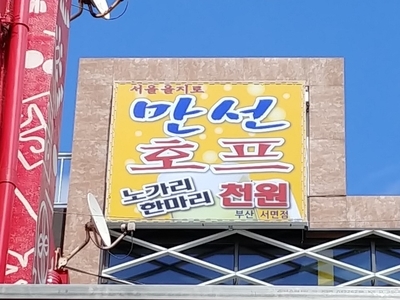 서울을지로
만선
호프
노가리
한마리 천원
부산 서면점